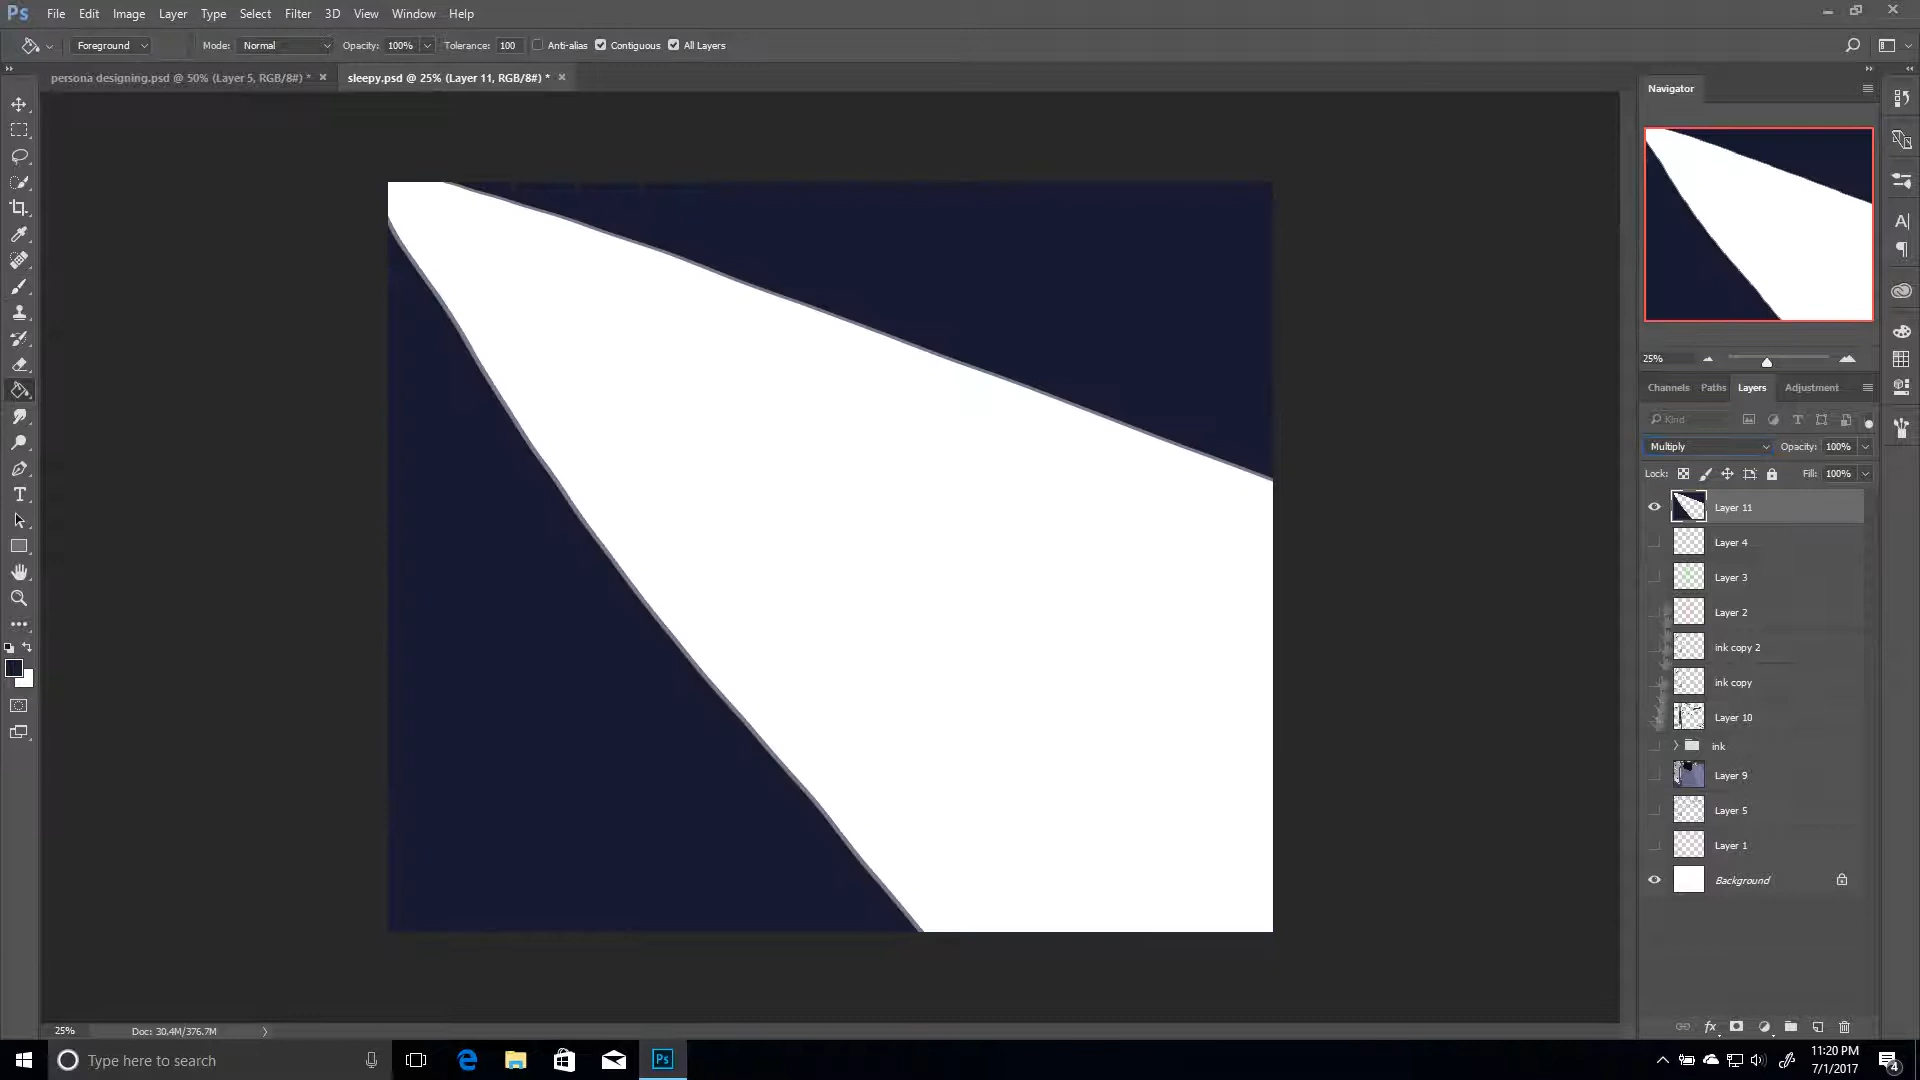 Ps File Edit Image Layer Type Select Filter 3D View Window Help
Foreground Mode: Normal Opacity: 100% Tolerance: 100 Anti-alias Contiguous All Layers
persona designing.psd @ 50% (Layer 5, RGB/8#) * × sleepy.psd @ 25% (Layer 11, RGB/8#) * ×
Navigator
25%
Channels Paths Layers Adjustment
Kind
Multiply Opacity: 100%
Lock: Fill: 100%
Layer 11
Layer 4
Layer 3
Layer 2
ink copy 2
ink copy
Layer 10
ink
Layer 9
Layer 5
Layer 1
Background
25% Doc: 30.4M/376.7M
Type here to search
Ps
11:20 PM
7/1/2017
4